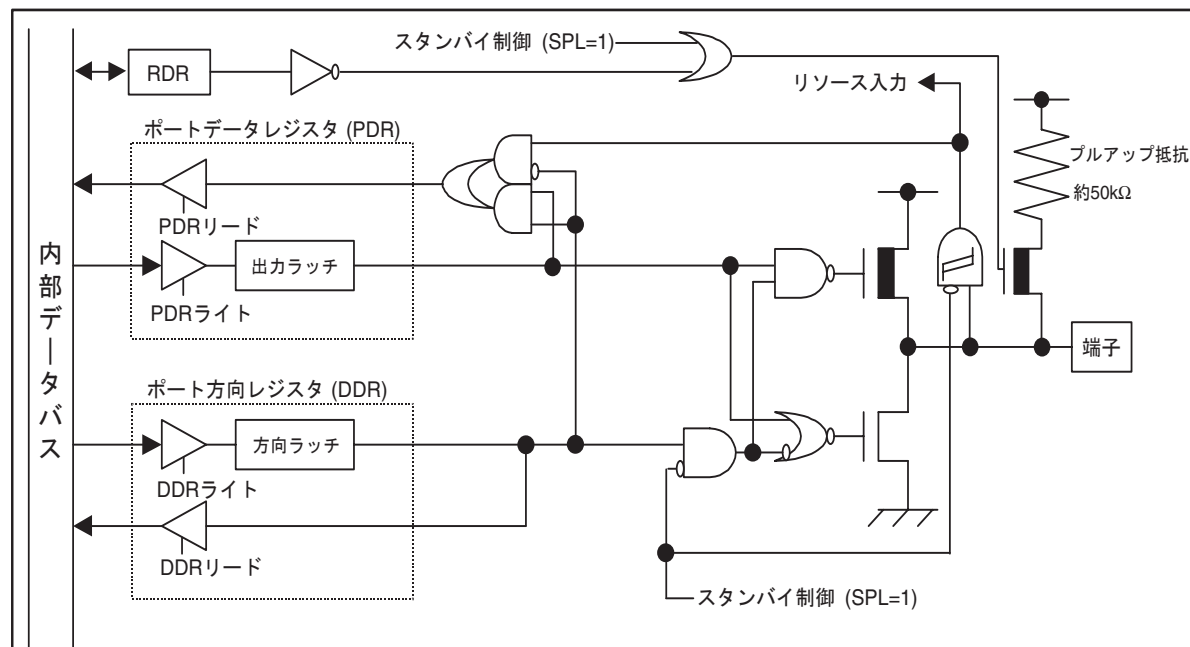 スタンバイ制御 (SPL=1)
RDR
リソース入力
ポートデータレジスタ (PDR)
プルアップ抵抗
約50kΩ
PDRリード
内部データバス
出力ラッチ
PDRライト
端子
ポート方向レジスタ (DDR)
方向ラッチ
DDRライト
DDRリード
スタンバイ制御 (SPL=1)